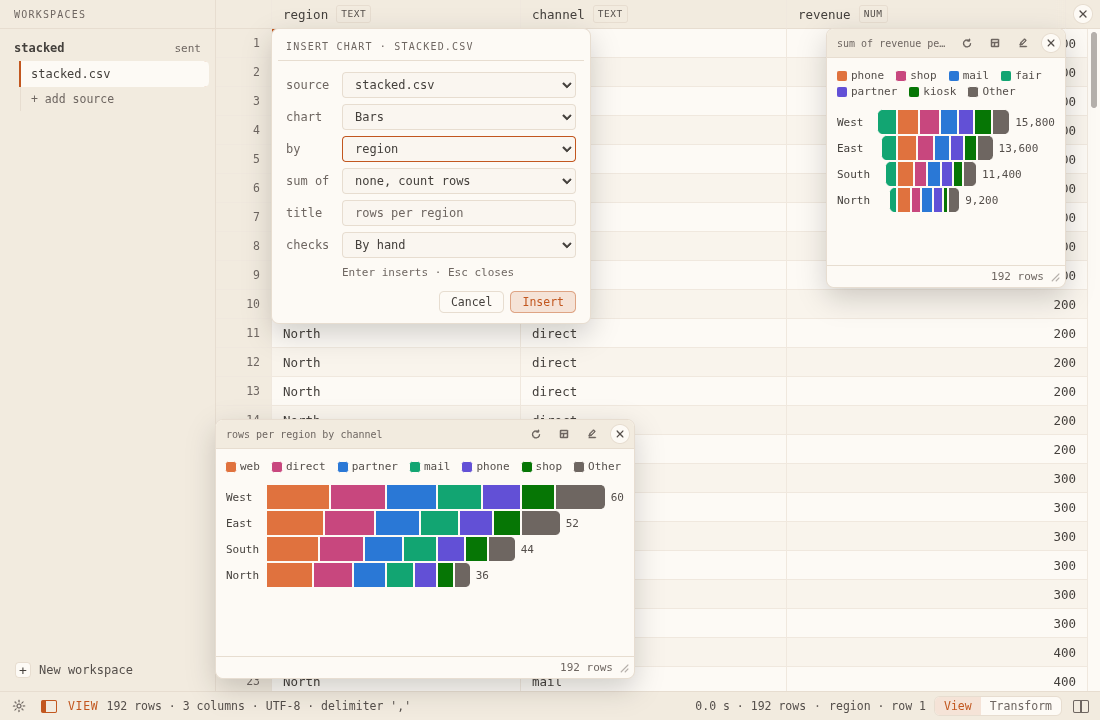 WORKSPACES
stacked sent
stacked.csv
+ add source
+ New workspace
region TEXT channel TEXT revenue NUM
1
2
3
4
5
6
7
8
9
10 200
11 North direct 200
12 North direct 200
13 North direct 200
14 North direct 200
200
300
300
300
300
300
300
400
23 North mail 400
INSERT CHART · STACKED.CSV
source stacked.csv
chart Bars
by region
sum of none, count rows
title rows per region
checks By hand
Enter inserts · Esc closes
Cancel Insert
sum of revenue pe…
phone shop mail fair
partner kiosk Other
West 15,800
East 13,600
South 11,400
North 9,200
192 rows
rows per region by channel
web direct partner mail phone shop Other
West 60
East 52
South 44
North 36
192 rows
VIEW 192 rows · 3 columns · UTF-8 · delimiter ','
0.0 s · 192 rows · region · row 1 View Transform